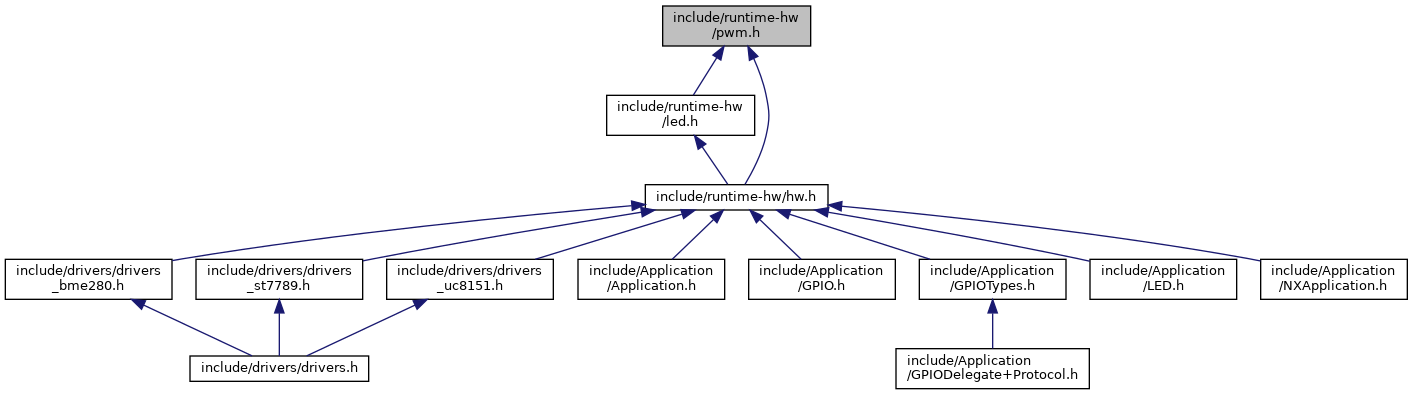 include/runtime-hw
/pwm.h
include/runtime-hw
/led.h
include/runtime-hw/hw.h
include/drivers/drivers
_bme280.h
include/drivers/drivers
_st7789.h
include/drivers/drivers
_uc8151.h
include/Application
/Application.h
include/Application
/GPIO.h
include/Application
/GPIOTypes.h
include/Application
/LED.h
include/Application
/NXApplication.h
include/drivers/drivers.h
include/Application
/GPIODelegate+Protocol.h